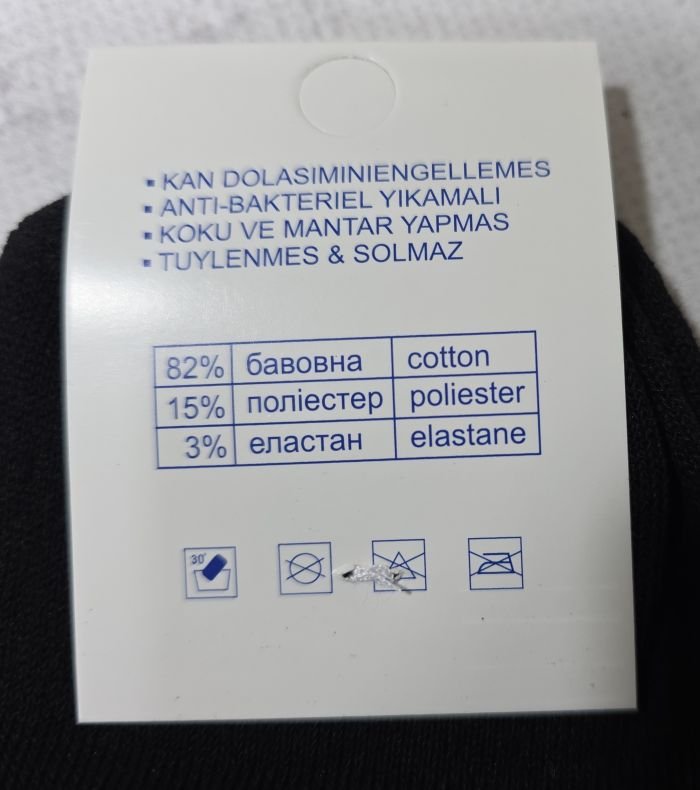 ▪ KAN DOLASIMINIENGELLEMES
▪ ANTI-BAKTERIEL YIKAMALI
▪ KOKU VE MANTAR YAPMAS
▪ TUYLENMES & SOLMAZ
82% бавовна cotton
15% поліестер poliester
3% еластан elastane
30°